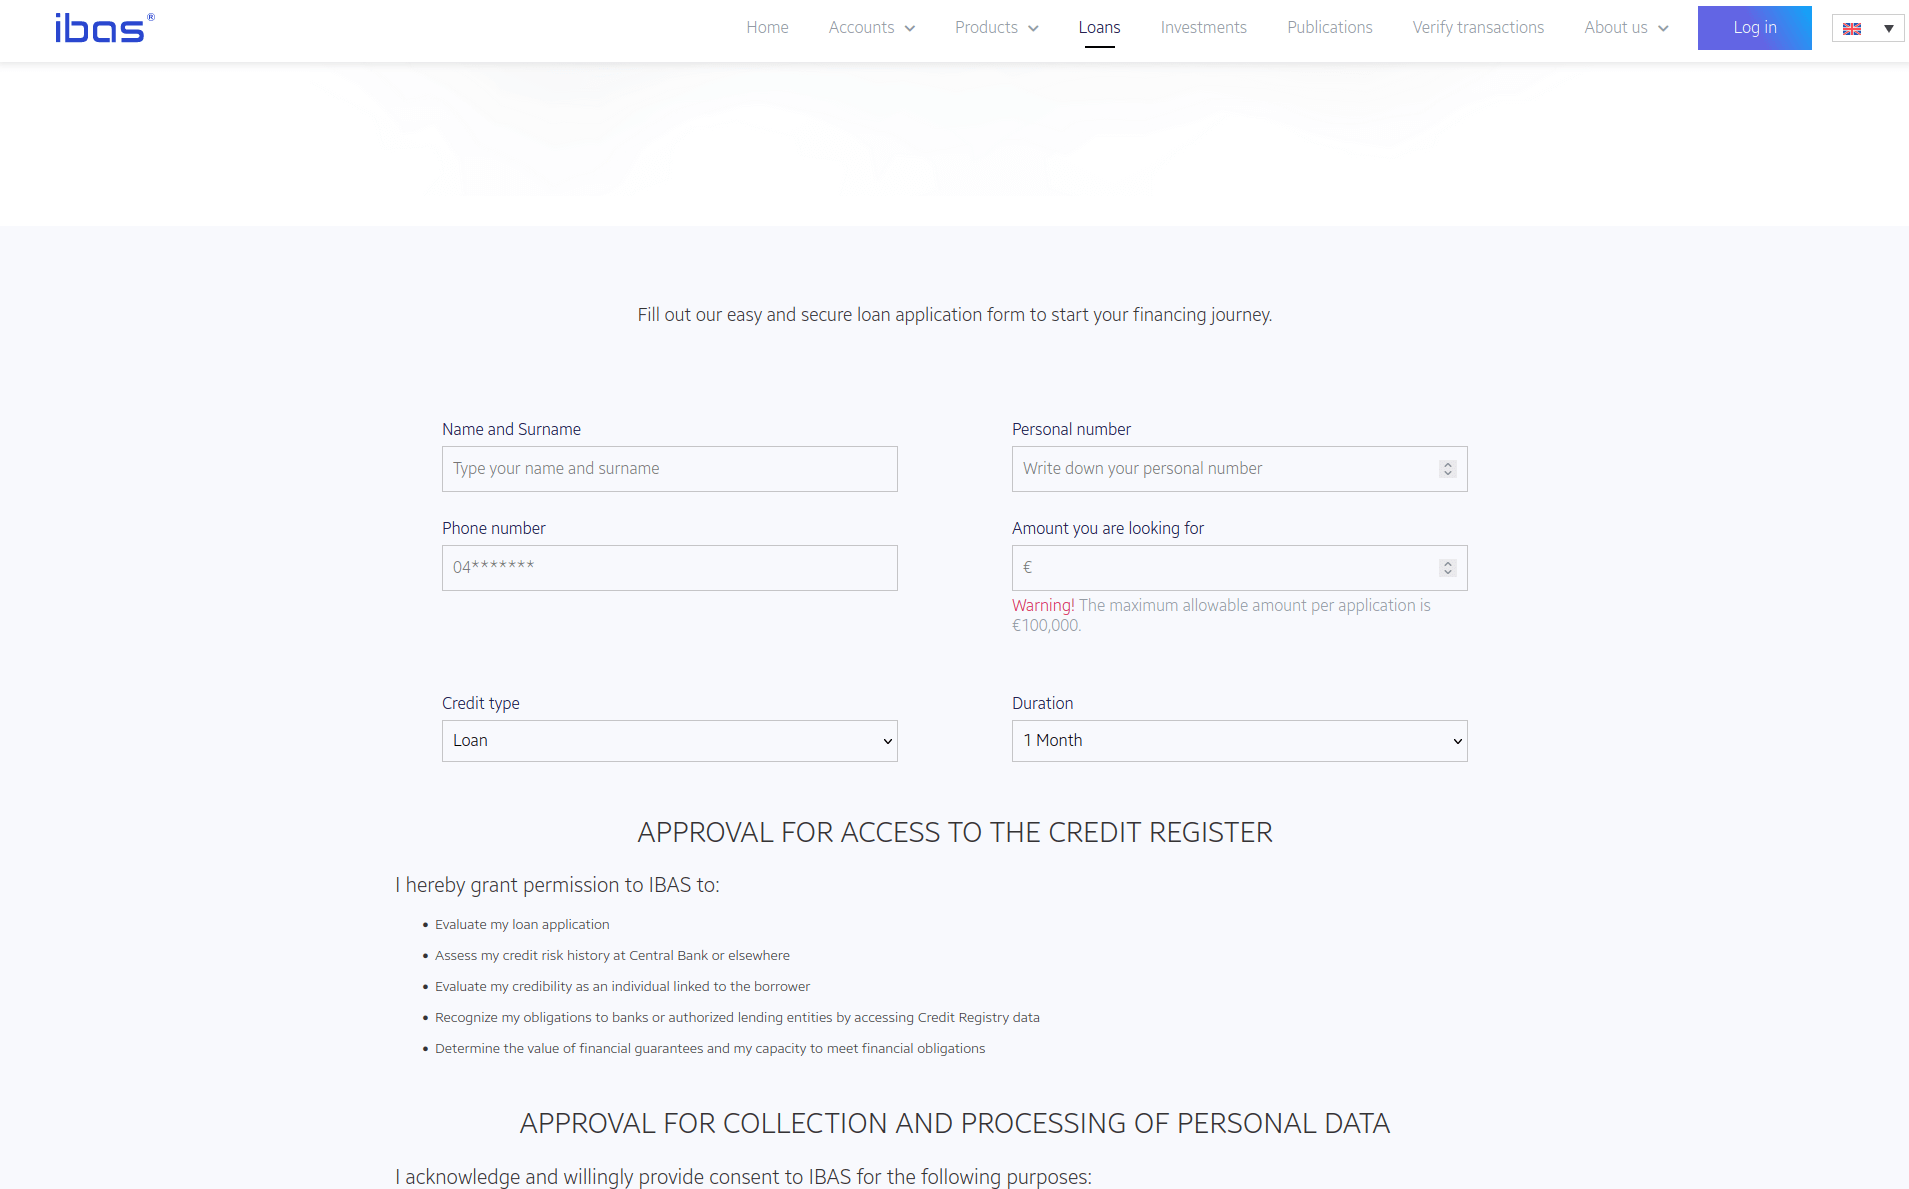 ibas®
Home Accounts Products Loans Investments Publications Verify transactions About us Log in
Fill out our easy and secure loan application form to start your financing journey.
Name and Surname
Type your name and surname
Personal number
Write down your personal number
Phone number
04*******
Amount you are looking for
€
Warning! The maximum allowable amount per application is
€100,000.
Credit type
Loan
Duration
1 Month
APPROVAL FOR ACCESS TO THE CREDIT REGISTER
I hereby grant permission to IBAS to:
• Evaluate my loan application
• Assess my credit risk history at Central Bank or elsewhere
• Evaluate my credibility as an individual linked to the borrower
• Recognize my obligations to banks or authorized lending entities by accessing Credit Registry data
• Determine the value of financial guarantees and my capacity to meet financial obligations
APPROVAL FOR COLLECTION AND PROCESSING OF PERSONAL DATA
I acknowledge and willingly provide consent to IBAS for the following purposes: